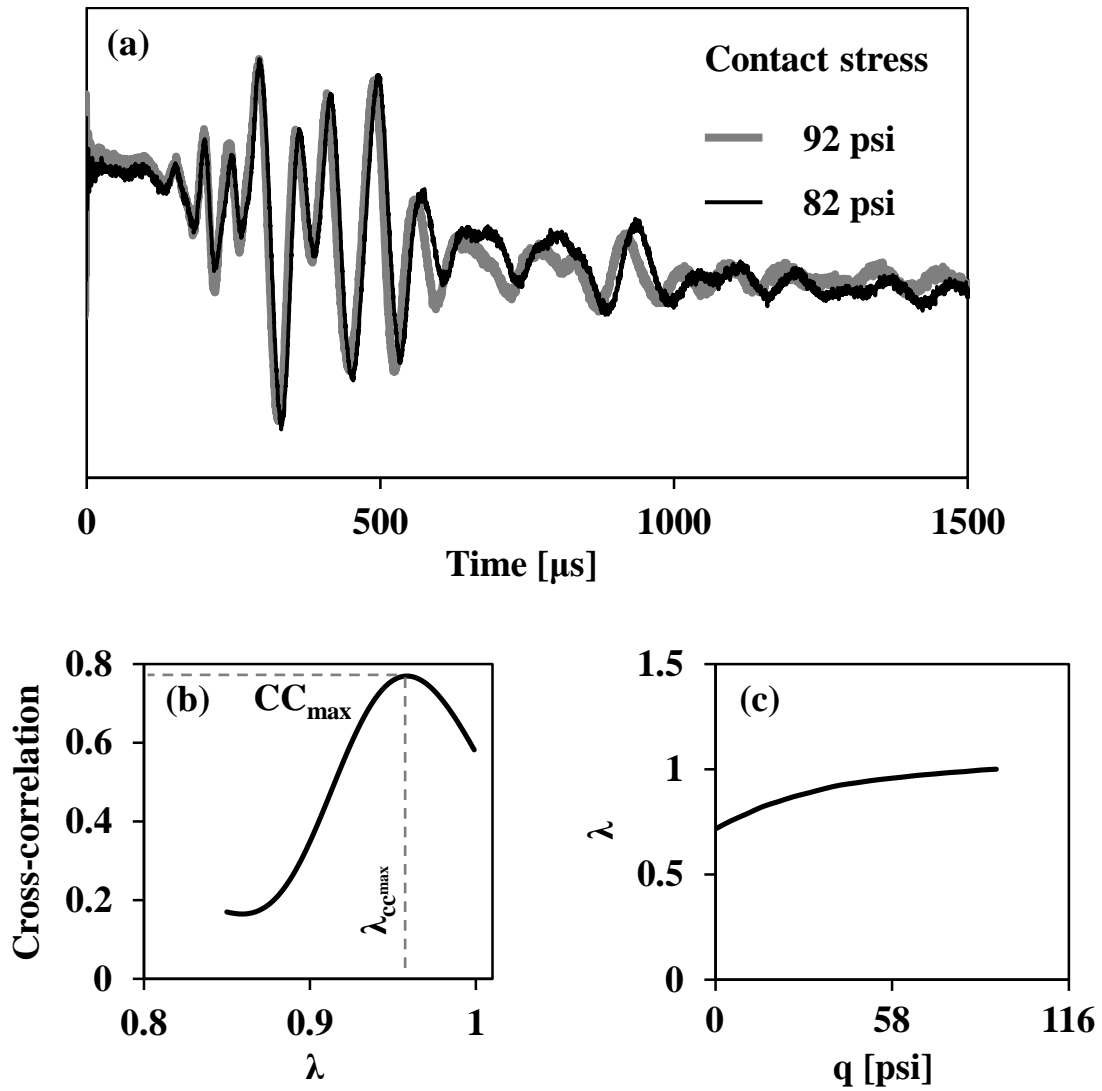 (a)
Contact stress
92 psi
82 psi
0 500 1000 1500
Time [µs]
0.8
0.6
0.4
0.2
0
Cross-correlation
(b)
CCmax
λccmax
0.8 0.9 1
λ
1.5
1
0.5
0
λ
(c)
0 58 116
q [psi]